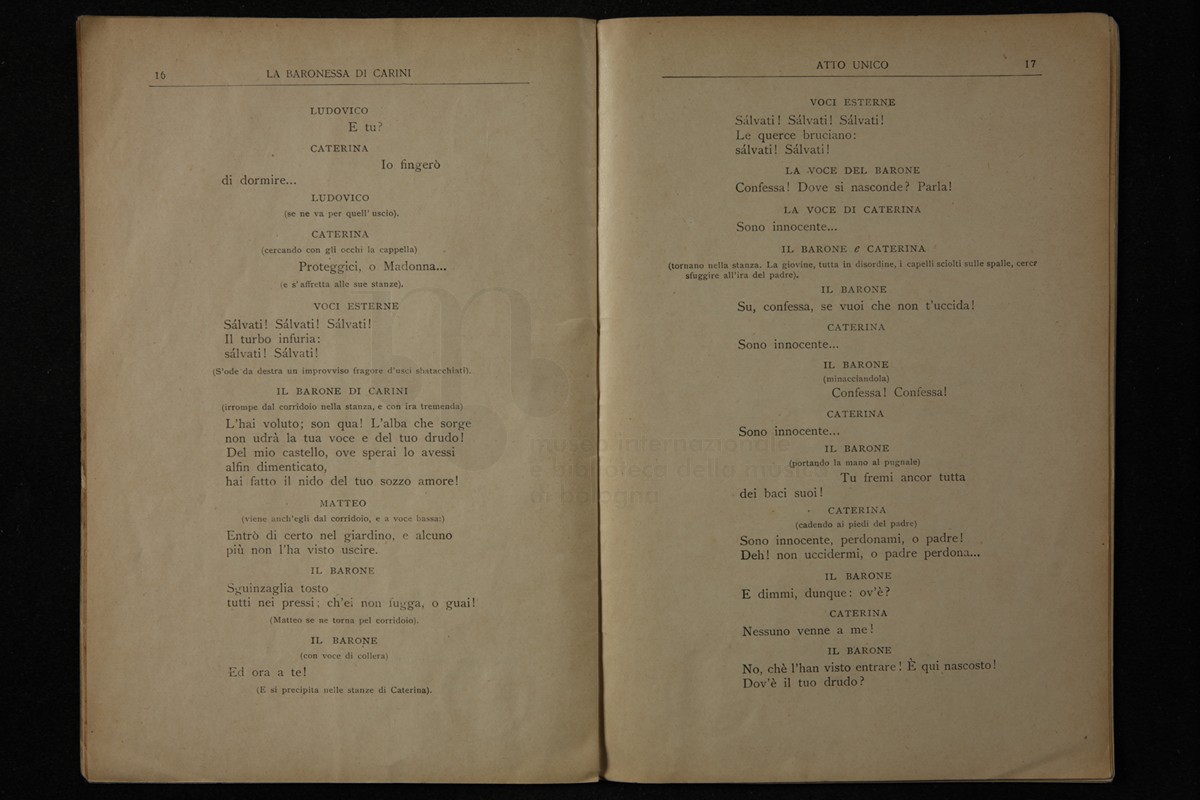 16
LA BARONESSA DI CARINI
LUDOVICO
E tu?
CATERINA
Io fingerò
di dormire...
LUDOVICO
(se ne va per quell' uscio).
CATERINA
(cercando con gli occhi la cappella)
Proteggici, o Madonna...
(e s'affretta alle sue stanze).
VOCI ESTERNE
Sálvati! Sálvati! Sálvati!
Il turbo infuria:
sálvati! Sálvati!
(S'ode da destra un improvviso fragore d'usci sbatacchiati).
IL BARONE DI CARINI
(irrompe dal corridoio nella stanza, e con ira tremenda)
L'hai voluto; son qua! L'alba che sorge
non udrà la tua voce e del tuo drudo!
Del mio castello, ove sperai lo avessi
alfin dimenticato,
hai fatto il nido del tuo sozzo amore!
MATTEO
(viene anch'egli dal corridoio, e a voce bassa:)
Entrò di certo nel giardino, e alcuno
più non l'ha visto uscire.
IL BARONE
Sguinzaglia tosto
tutti nei pressi; ch'ei non fugga, o guai!
(Matteo se ne torna pel corridoio).
IL BARONE
(con voce di collera)
Ed ora a te!
(E si precipita nelle stanze di Caterina).
ATTO UNICO
17
VOCI ESTERNE
Sálvati! Sálvati! Sálvati!
Le querce bruciano:
sálvati! Sálvati!
LA VOCE DEL BARONE
Confessa! Dove si nasconde? Parla!
LA VOCE DI CATERINA
Sono innocente...
IL BARONE e CATERINA
(tornano nella stanza. La giovine, tutta in disordine, i capelli sciolti sulle spalle, cerca
sfuggire all'ira del padre).
IL BARONE
Su, confessa, se vuoi che non t'uccida!
CATERINA
Sono innocente...
IL BARONE
(minacciandola)
Confessa! Confessa!
CATERINA
Sono innocente...
IL BARONE
(portando la mano al pugnale)
Tu fremi ancor tutta
dei baci suoi!
CATERINA
(cadendo ai piedi del padre)
Sono innocente, perdonami, o padre!
Deh! non uccidermi, o padre perdona...
IL BARONE
E dimmi, dunque: ov'è?
CATERINA
Nessuno venne a me!
IL BARONE
No, chè l'han visto entrare! È qui nascosto!
Dov'è il tuo drudo?
museo internazionale
e biblioteca della musica
di bologna